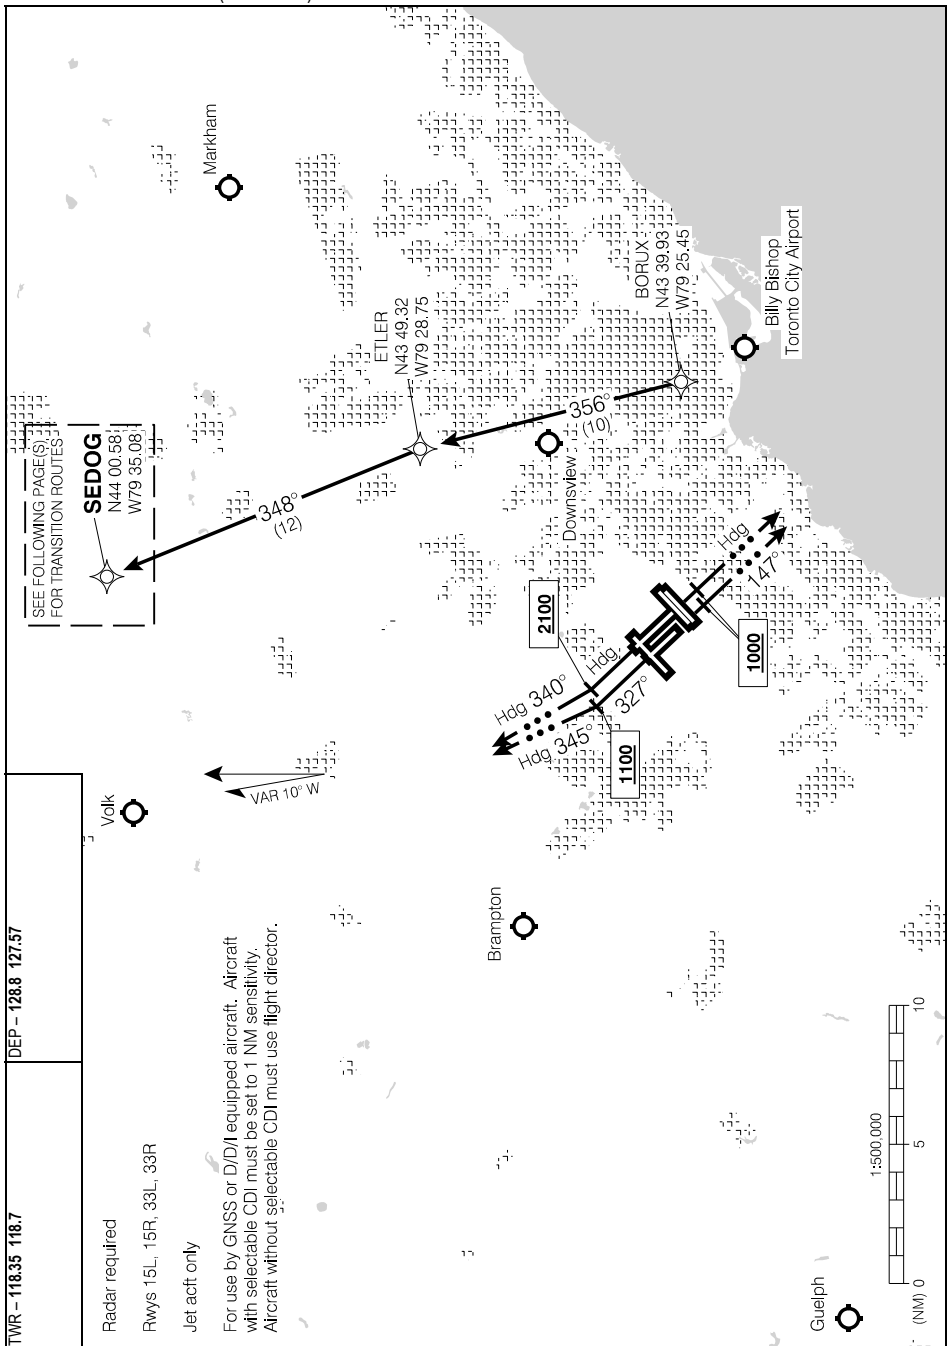 TWR – 118.35 118.7
DEP – 128.8 127.57
Radar required
Rwys 15L, 15R, 33L, 33R
Jet acft only
For use by GNSS or D/D/I equipped aircraft. Aircraft
with selectable CDI must be set to 1 NM sensitivity.
Aircraft without selectable CDI must use flight director.
Volk
VAR 10° W
SEE FOLLOWING PAGE(S)
FOR TRANSITION ROUTES
SEDOG
N44 00.58
W79 35.08
Markham
348°
(12)
ETLER
N43 49.32
W79 28.75
356°
(10)
BORUX
N43 39.93
W79 25.45
Downsview
Billy Bishop
Toronto City Airport
Brampton
Hdg 340°
Hdg 345°
2100
1100
Hdg
327°
Hdg
147°
1000
Guelph
1:500,000
(NM) 0
5
10